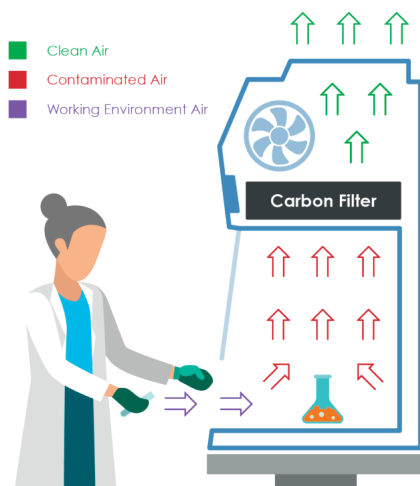 Clean Air
Contaminated Air
Working Environment Air
Carbon Filter